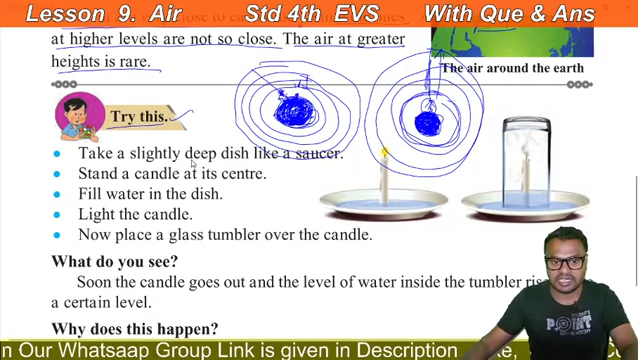 Lesson 9. Air Std 4th EVS With Que & Ans
at higher levels are not so close. The air at greater
heights is rare.
The air around the earth
Try this.
• Take a slightly deep dish like a saucer.
• Stand a candle at its centre.
• Fill water in the dish.
• Light the candle.
• Now place a glass tumbler over the candle.
What do you see?
Soon the candle goes out and the level of water inside the tumbler
a certain level.
Why does this happen?
n Our Whatsaap Group Link is given in Description